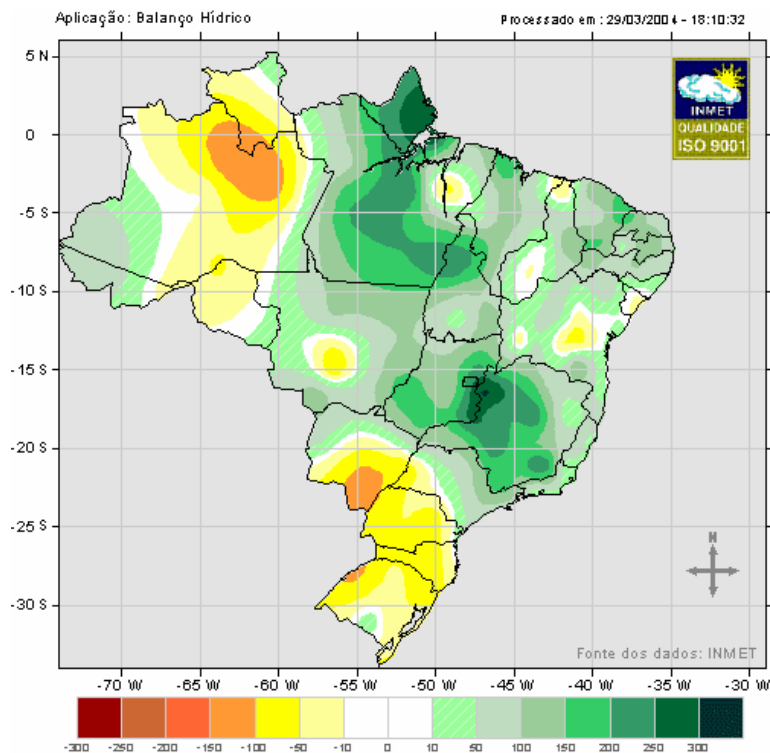 Aplicação: Balanço Hídrico
Processado em : 29/03/2004 - 18:10:32
INMET
QUALIDADE
ISO 9001
5 N
0
-5 S
-10 S
-15 S
-20 S
-25 S
-30 S
N
Fonte dos dados: INMET
-70 W -65 W -60 W -55 W -50 W -45 W -40 W -35 W -30 W
-300 -250 -150 -100 -50 -10 0 10 50 100 150 200 250 300